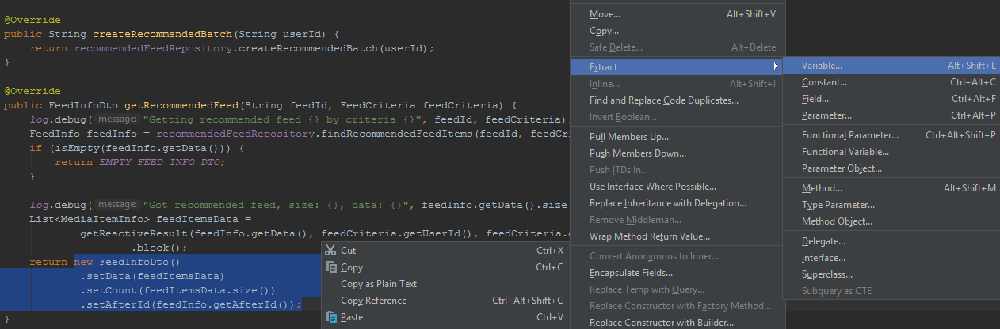 @Override
public String createRecommendedBatch(String userId) {
return recommendedFeedRepository.createRecommendedBatch(userId);
}
@Override
public FeedInfoDto getRecommendedFeed(String feedId, FeedCriteria feedCriteria) {
log.debug( message: "Getting recommended feed {} by criteria {}", feedId, feedCriteria)
FeedInfo feedInfo = recommendedFeedRepository.findRecommendedFeedItems(feedId, feedCr
if (isEmpty(feedInfo.getData())) {
return EMPTY_FEED_INFO_DTO;
}
log.debug( message: "Got recommended feed, size: {}, data: {}", feedInfo.getData().size
List<MediaItemInfo> feedItemsData =
getReactiveResult(feedInfo.getData(), feedCriteria.getUserId(), feedCriteria.
.block();
return new FeedInfoDto()
.setData(feedItemsData)
.setCount(feedItemsData.size())
.setAfterId(feedInfo.getAfterId());
}
Cut Ctrl+X
Copy Ctrl+C
Copy as Plain Text
Copy Reference Ctrl+Alt+Shift+C
Paste Ctrl+V
Move... Alt+Shift+V
Copy...
Safe Delete... Alt+Delete
Extract
Inline... Alt+Shift+I
Find and Replace Code Duplicates...
Invert Boolean...
Pull Members Up...
Push Members Down...
Push ITDs In...
Use Interface Where Possible...
Replace Inheritance with Delegation...
Remove Middleman...
Wrap Method Return Value...
Convert Anonymous to Inner...
Encapsulate Fields...
Replace Temp with Query...
Replace Constructor with Factory Method...
Replace Constructor with Builder...
Variable... Alt+Shift+L
Constant... Ctrl+Alt+C
Field... Ctrl+Alt+F
Parameter... Ctrl+Alt+P
Functional Parameter... Ctrl+Alt+Shift+P
Functional Variable...
Parameter Object...
Method... Alt+Shift+M
Type Parameter...
Method Object...
Delegate...
Interface...
Superclass...
Subquery as CTE